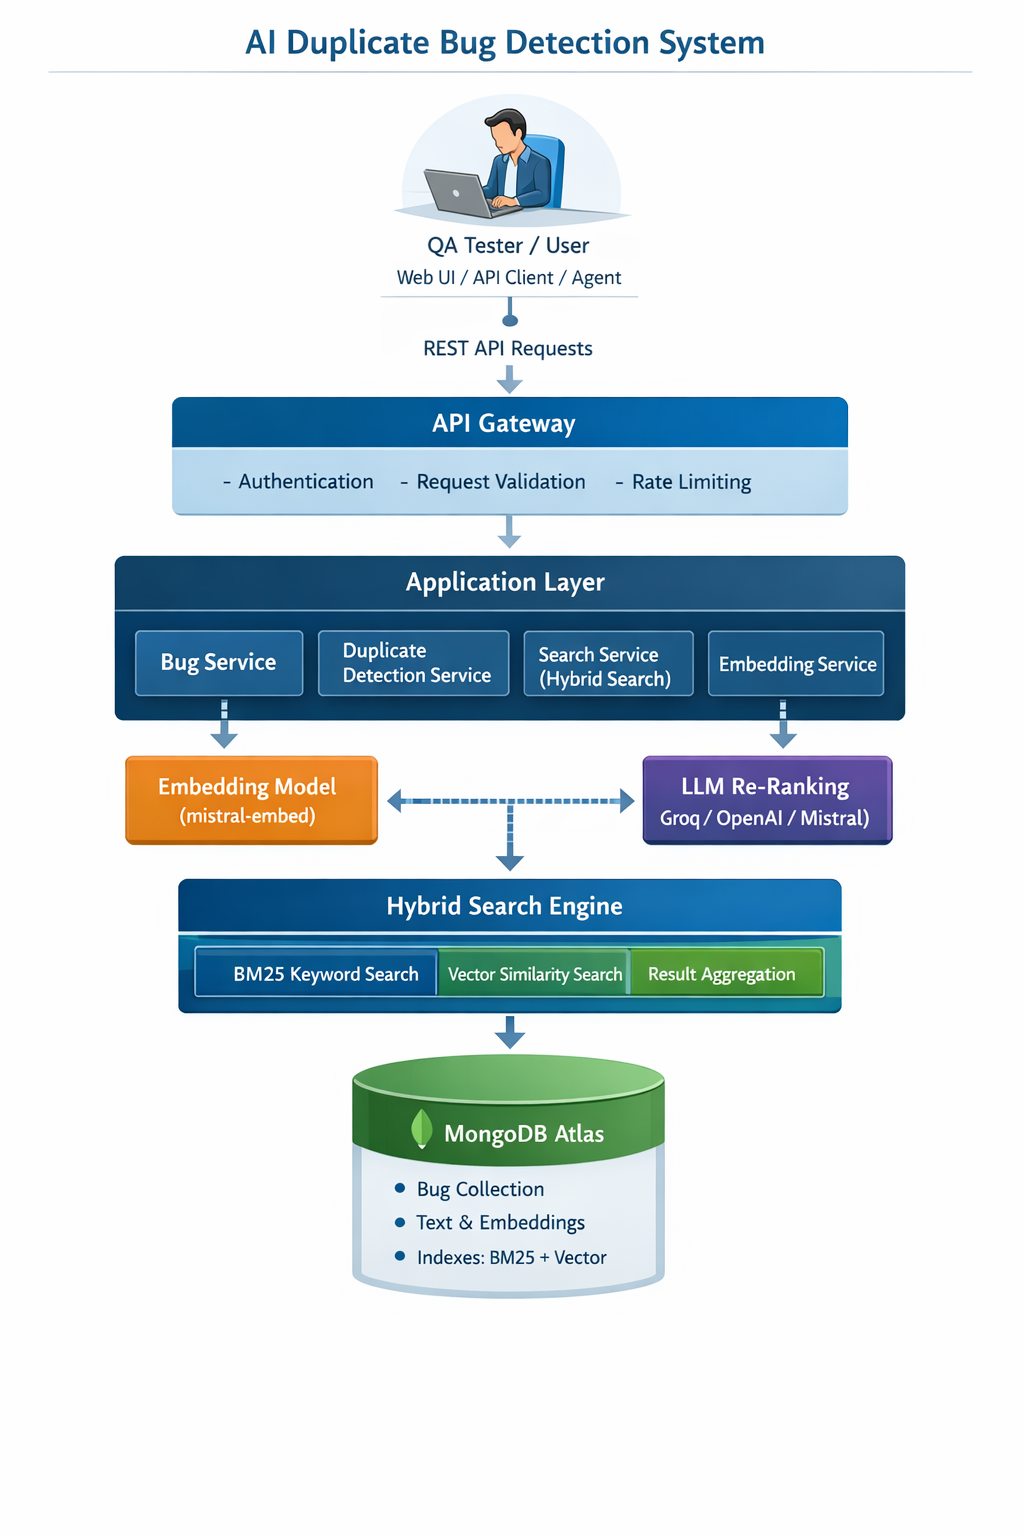 AI Duplicate Bug Detection System
QA Tester / User
Web UI / API Client / Agent
REST API Requests
API Gateway
- Authentication - Request Validation - Rate Limiting
Application Layer
Bug Service
Duplicate
Detection Service
Search Service
(Hybrid Search)
Embedding Service
Embedding Model
(mistral-embed)
LLM Re-Ranking
Groq / OpenAI / Mistral)
Hybrid Search Engine
BM25 Keyword Search
Vector Similarity Search
Result Aggregation
MongoDB Atlas
• Bug Collection
• Text & Embeddings
• Indexes: BM25 + Vector